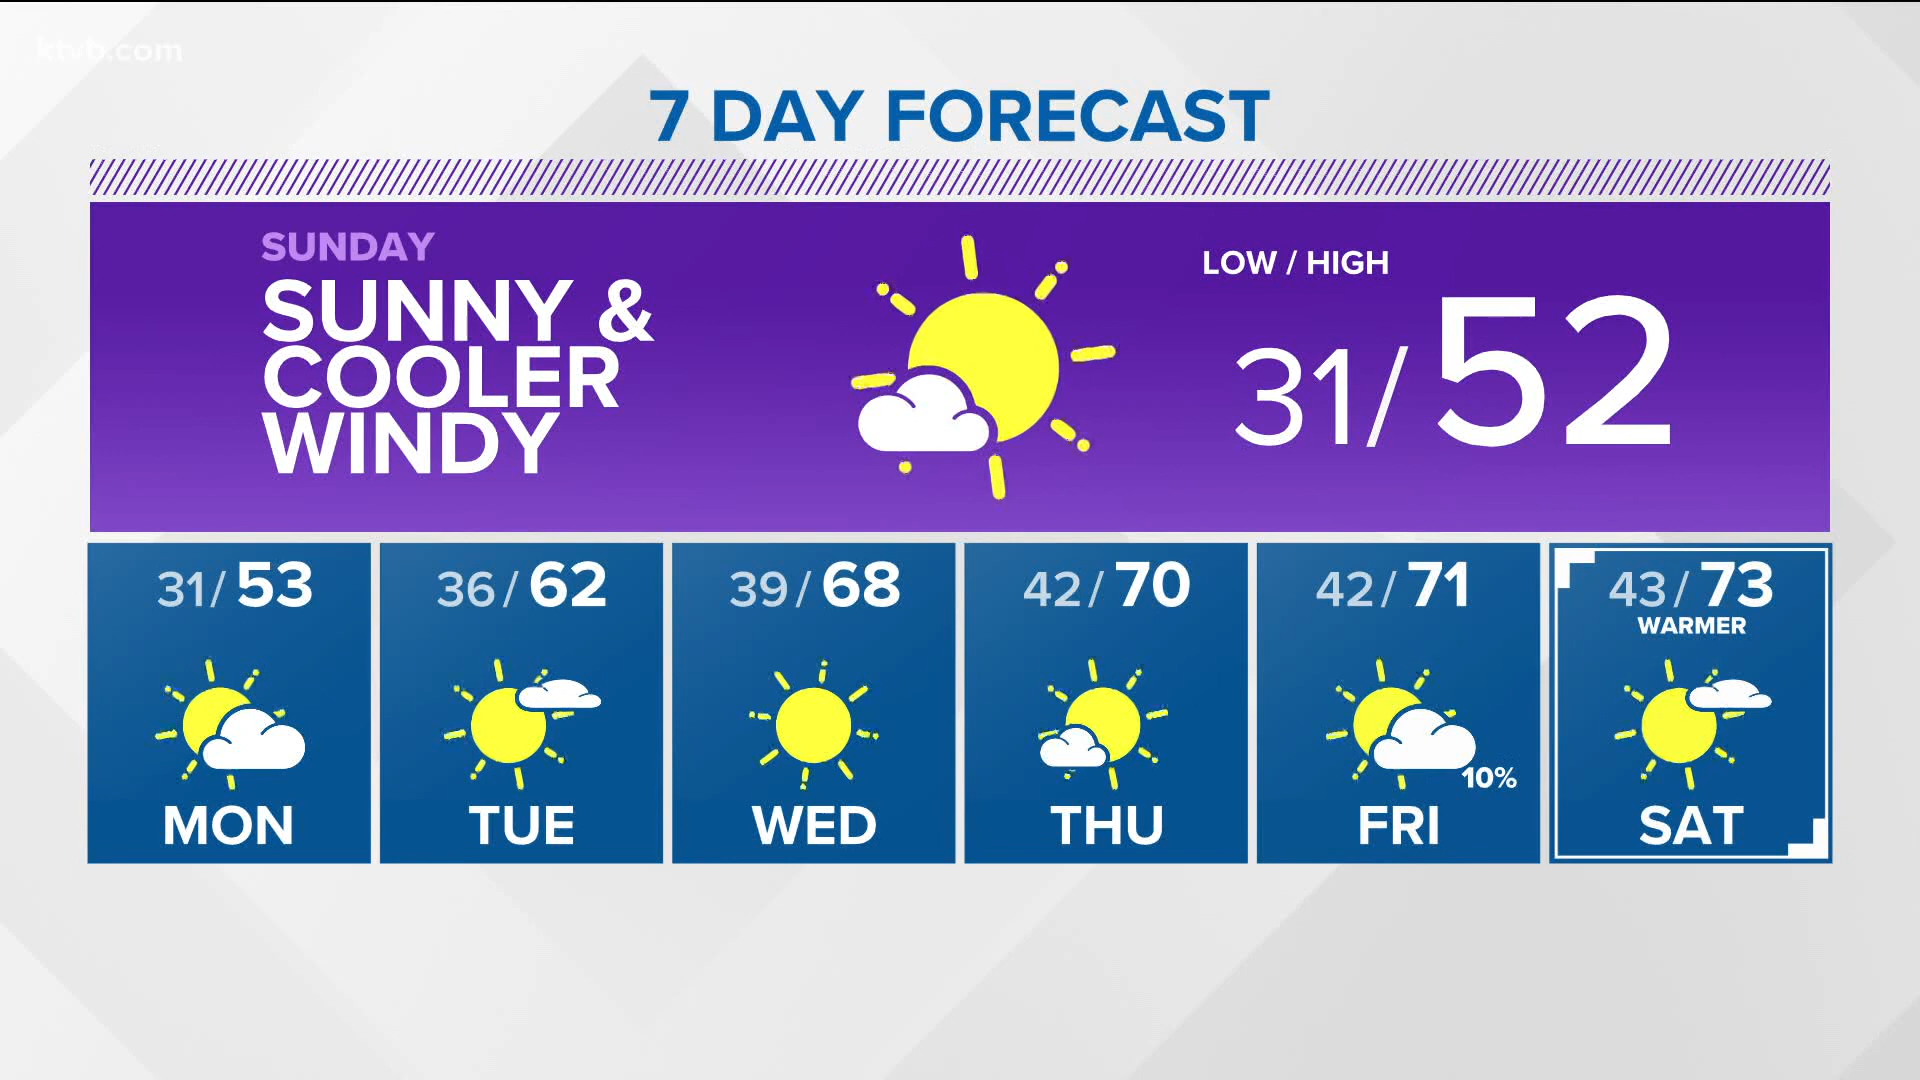 ktvb.com
7 DAY FORECAST
SUNDAY
SUNNY &
COOLER
WINDY
LOW / HIGH
31/52
31/53
MON
36/62
TUE
39/68
WED
42/70
THU
42/71
10%
FRI
43/73
WARMER
SAT